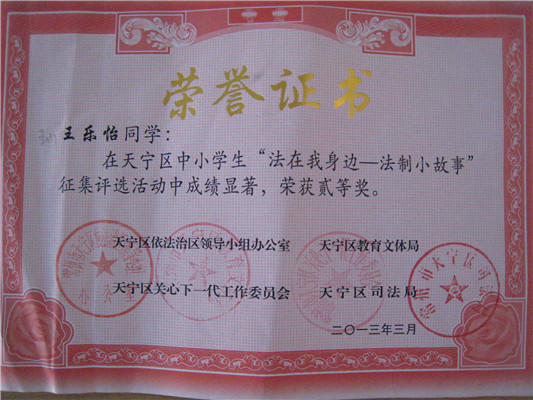 荣誉证书
王乐怡同学：
在天宁区中小学生“法在我身边—法制小故事”
征集评选活动中成绩显著，荣获贰等奖。
天宁区依法治区领导小组办公室 天宁区教育文体局
天宁区关心下一代工作委员会 天宁区司法局
二〇一三年三月